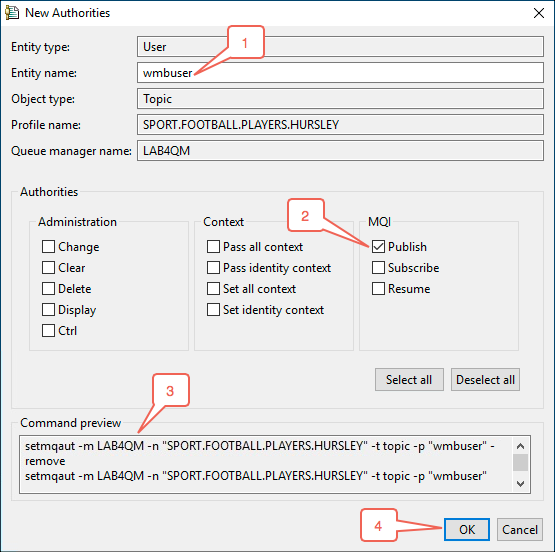 New Authorities
Entity type: User
1
Entity name: wmbuser
Object type: Topic
Profile name: SPORT.FOOTBALL.PLAYERS.HURSLEY
Queue manager name: LAB4QM
Authorities
2
Administration Context MQI
Change Pass all context Publish
Clear Pass identity context Subscribe
Delete Set all context Resume
Display Set identity context
Ctrl
Select all Deselect all
3
Command preview
setmqaut -m LAB4QM -n "SPORT.FOOTBALL.PLAYERS.HURSLEY" -t topic -p "wmbuser" -
remove
setmqaut -m LAB4QM -n "SPORT.FOOTBALL.PLAYERS.HURSLEY" -t topic -p "wmbuser"
4 OK Cancel